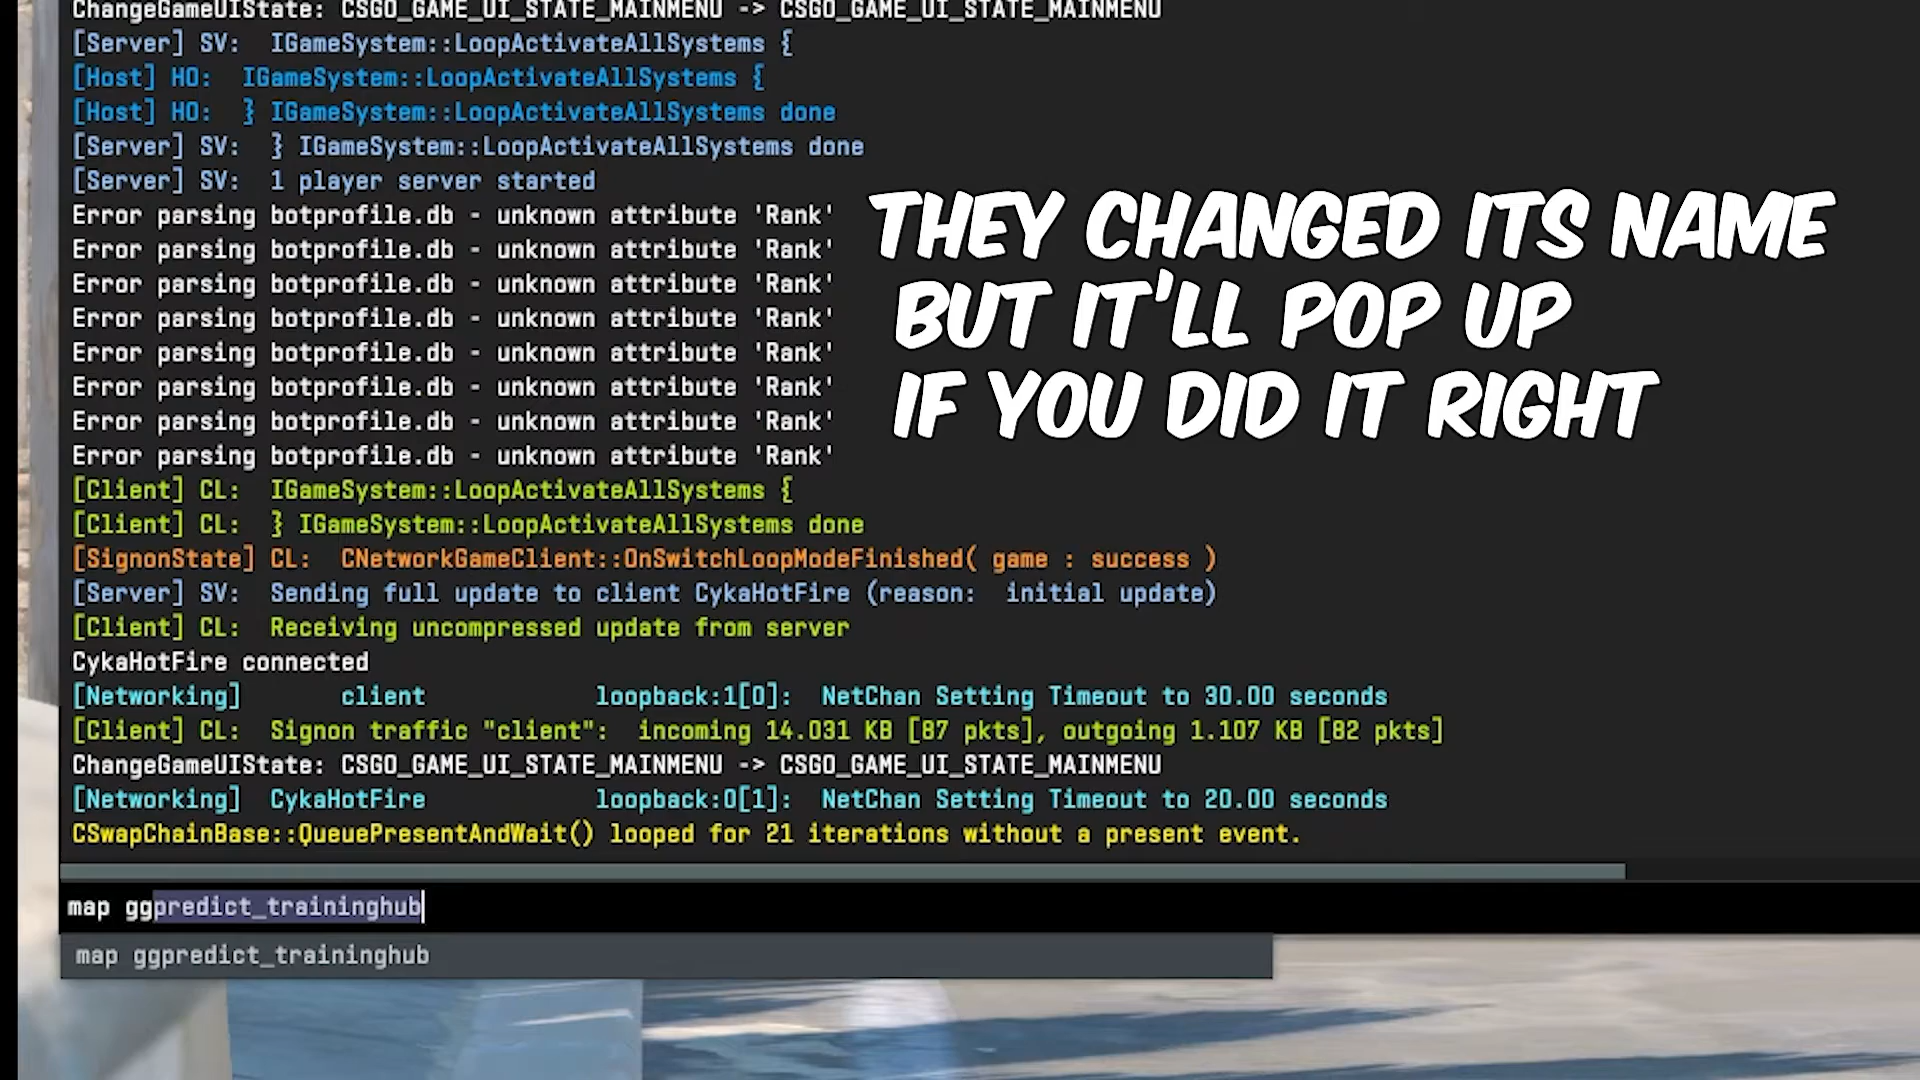 ChangeGameUIState: CSGO_GAME_UI_STATE_MAINMENU -> CSGO_GAME_UI_STATE_MAINMENU
[Server] SV:  IGameSystem::LoopActivateAllSystems {
[Host] HO:  IGameSystem::LoopActivateAllSystems {
[Host] HO:  } IGameSystem::LoopActivateAllSystems done
[Server] SV:  } IGameSystem::LoopActivateAllSystems done
[Server] SV:  1 player server started
Error parsing botprofile.db - unknown attribute 'Rank'
Error parsing botprofile.db - unknown attribute 'Rank'
Error parsing botprofile.db - unknown attribute 'Rank'
Error parsing botprofile.db - unknown attribute 'Rank'
Error parsing botprofile.db - unknown attribute 'Rank'
Error parsing botprofile.db - unknown attribute 'Rank'
Error parsing botprofile.db - unknown attribute 'Rank'
Error parsing botprofile.db - unknown attribute 'Rank'
THEY CHANGED ITS NAME
BUT IT'LL POP UP
IF YOU DID IT RIGHT
[Client] CL:  IGameSystem::LoopActivateAllSystems {
[Client] CL:  } IGameSystem::LoopActivateAllSystems done
[SignonState] CL:  CNetworkGameClient::OnSwitchLoopModeFinished( game : success )
[Server] SV:  Sending full update to client CykaHotFire (reason:  initial update)
[Client] CL:  Receiving uncompressed update from server
CykaHotFire connected
[Networking]       client            loopback:1[0]:  NetChan Setting Timeout to 30.00 seconds
[Client] CL:  Signon traffic "client":  incoming 14.031 KB [87 pkts], outgoing 1.107 KB [82 pkts]
ChangeGameUIState: CSGO_GAME_UI_STATE_MAINMENU -> CSGO_GAME_UI_STATE_MAINMENU
[Networking]  CykaHotFire            loopback:0[1]:  NetChan Setting Timeout to 20.00 seconds
CSwapChainBase::QueuePresentAndWait() looped for 21 iterations without a present event.
map ggpredict_traininghub
map ggpredict_traininghub